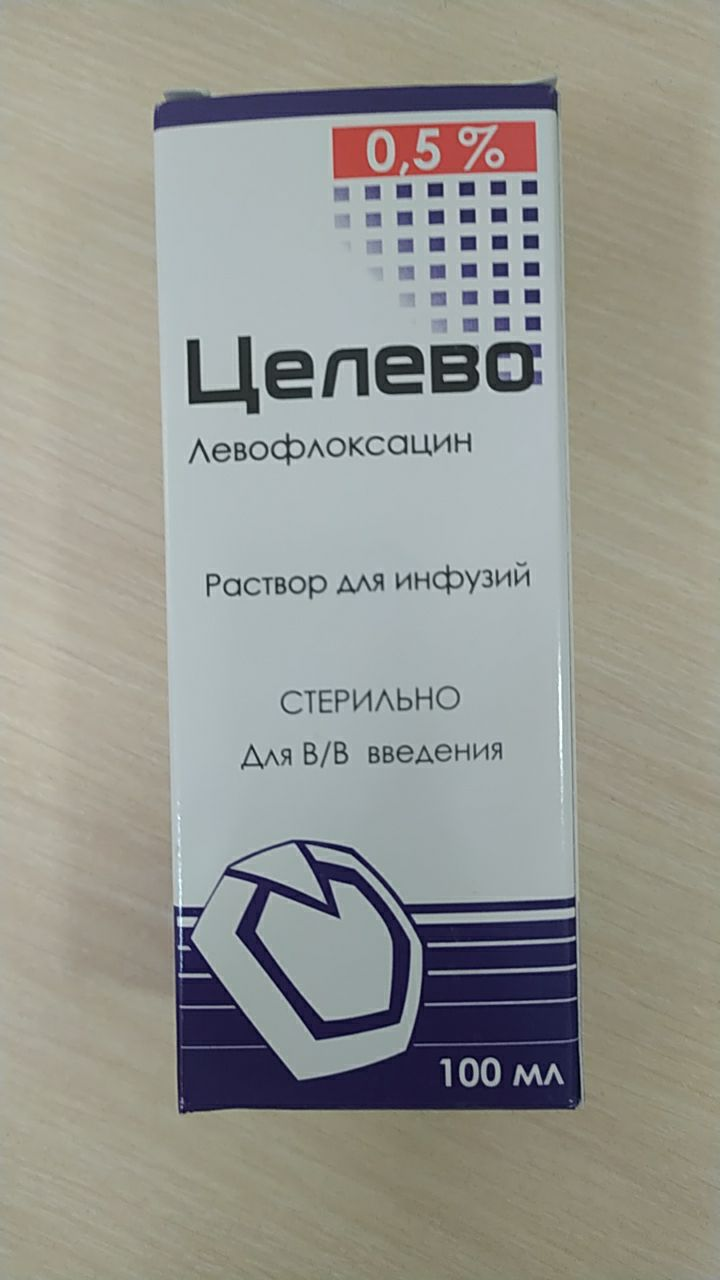 0,5 %
Целево
Левофлоксацин
Раствор для инфузий
СТЕРИЛЬНО
Для В/В введения
100 мл